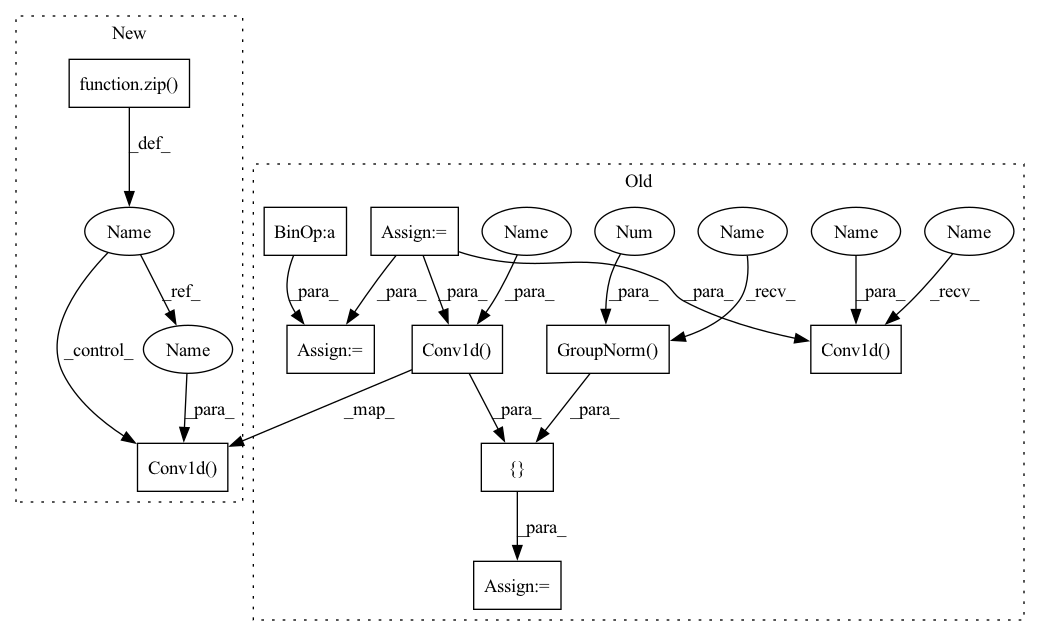 New
function.zip()
_def_
Old
Name
BinOp:a
Assign:=
Name
Num
Name
Name
Name
_ref_
_para_
_para_
_para_
_para_
_para_
_para_
_recv_
_para_
_recv_
_control_
Name
Assign:=
Conv1d()
GroupNorm()
Conv1d()
_para_
_map_
_para_
_para_
Conv1d()
{}
_para_
Assign:=